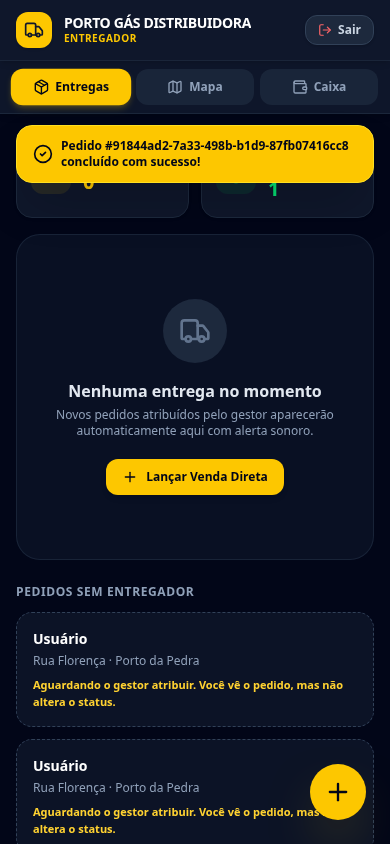 PORTO GÁS DISTRIBUIDORA
ENTREGADOR
Sair
Entregas
Mapa
Caixa
Pedido #91844ad2-7a33-498b-b1d9-87fb07416cc8
concluído com sucesso!
0
1
Nenhuma entrega no momento
Novos pedidos atribuídos pelo gestor aparecerão
automaticamente aqui com alerta sonoro.
Lançar Venda Direta
PEDIDOS SEM ENTREGADOR
Usuário
Rua Florença · Porto da Pedra
Aguardando o gestor atribuir. Você vê o pedido, mas não
altera o status.
Usuário
Rua Florença · Porto da Pedra
Aguardando o gestor atribuir. Você vê o pedido, mas
altera o status.